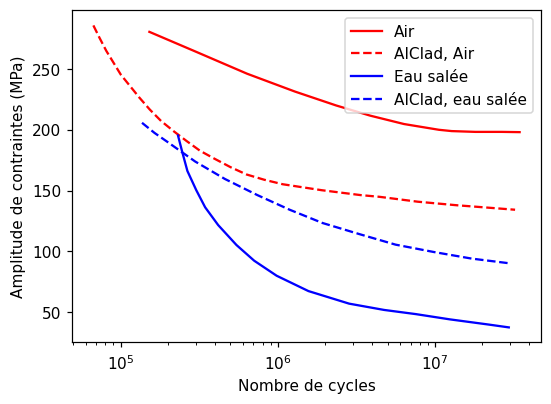 Air
AlClad, Air
Eau salée
AlClad, eau salée
Amplitude de contraintes (MPa)
250
200
150
100
50
10⁵
10⁶
10⁷
Nombre de cycles